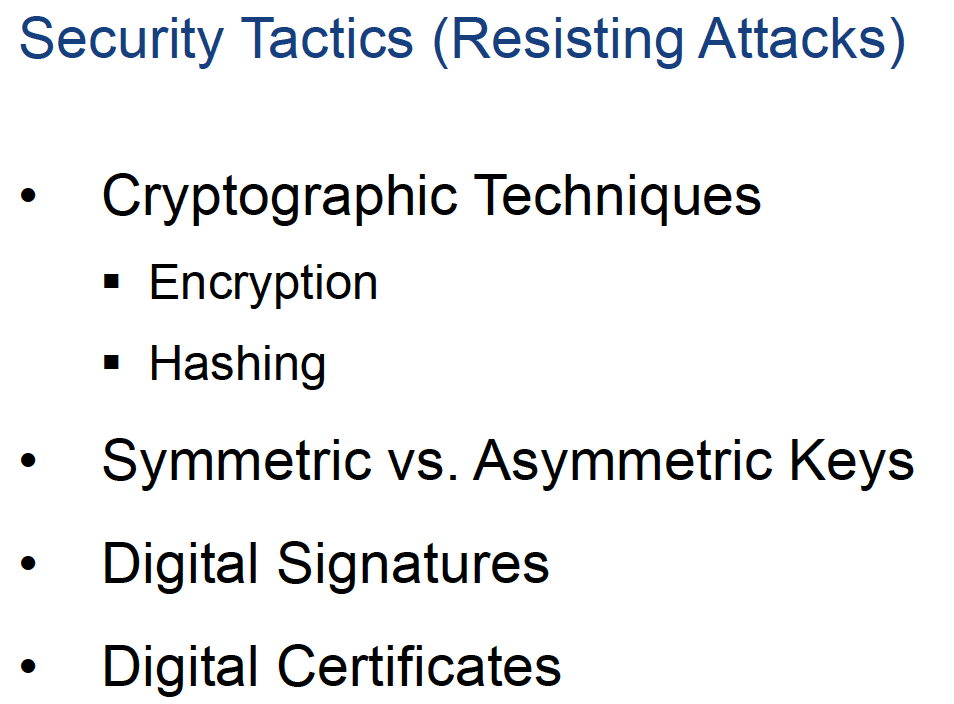 Security Tactics (Resisting Attacks)
• Cryptographic Techniques
▪ Encryption
▪ Hashing
• Symmetric vs. Asymmetric Keys
• Digital Signatures
• Digital Certificates